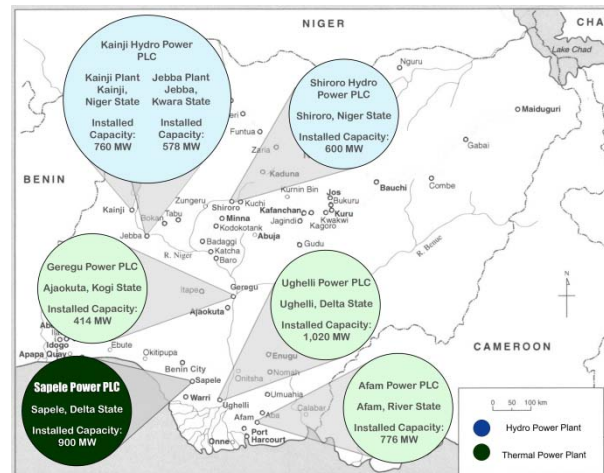 NIGER
CHA
Lake Chad
Kainji Hydro Power
PLC
Kainji Plant
Kainji,
Niger State
Installed
Capacity:
760 MW
Jebba Plant
Jebba,
Kwara State
Installed
Capacity:
578 MW
Shiroro Hydro
Power PLC
Shiroro, Niger State
Installed Capacity:
600 MW
Nguru
Maiduguri
Funtua
Zaria
Gabai
Kaduna
BENIN
Zungeru
Kurnin Bin
Jos
Bauchi
Combe
Kainji
Tabu
Shiroro
Kuchi
Bukuru
Bokani
Minna
Kafanchan
Kuru
Kwakwi
Kodokotarik
Jagindi
Kagoro
Jebba
Badaggi
Abuja
Katcha
Gudu
R. Niger
Baro
R. Benue
Geregu Power PLC
Ajaokuta, Kogi State
Installed Capacity:
414 MW
Itape
Geregu
Ajaokuta
Ughelli Power PLC
Ughelli, Delta State
Installed Capacity:
1,020 MW
N
Idogo
Apapa Quay
Ebute
Okitipupa
Benin City
Enugu
CAMEROON
Sapele Power PLC
Sapele, Delta State
Installed Capacity:
900 MW
Sapele
Onitsha
Nomah
Warri
Umuahia
Ughelli
Aba
Calabar
Afam
Port
Harcourt
Onne
Afam Power PLC
Afam, River State
Installed Capacity:
776 MW
0 50 100 km
Hydro Power Plant
Thermal Power Plant